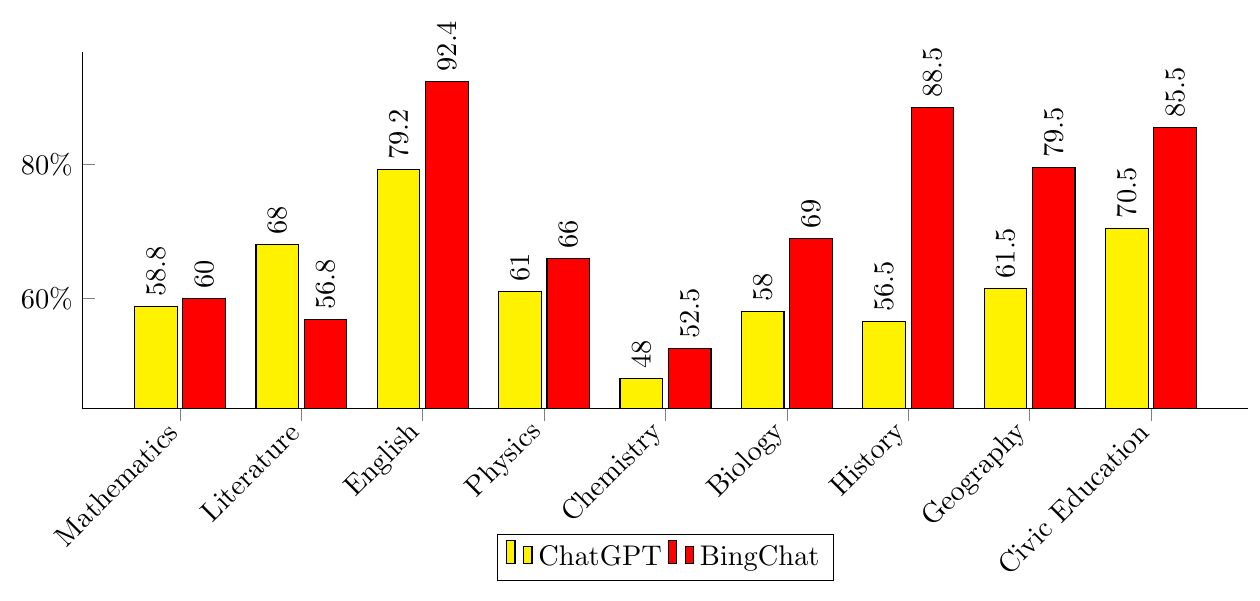 92.4
88.5
85.5
79.2
79.5
80%
70.5
68
69
66
61.5
58.8
60
56.8
61
58
56.5
52.5
60%
48
Mathematics
Literature
English
Physics
Chemistry
Biology
History
Geography
Civic Education
ChatGPT BingChat